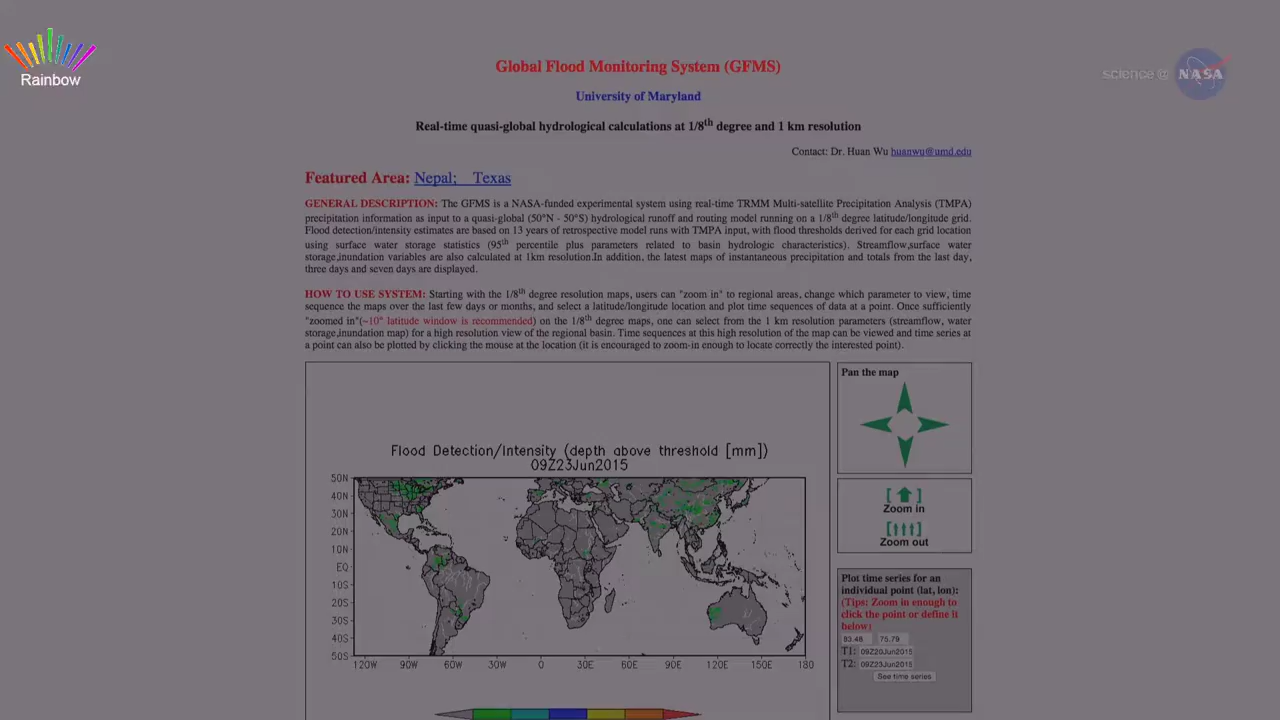 Rainbow
science@
NASA
Global Flood Monitoring System (GFMS)
University of Maryland
Real-time quasi-global hydrological calculations at 1/8th degree and 1 km resolution
Contact: Dr. Huan Wu huanwu@umd.edu
Featured Area: Nepal; Texas
GENERAL DESCRIPTION: The GFMS is a NASA-funded experimental system using real-time TRMM Multi-satellite Precipitation Analysis (TMPA)
precipitation information as input to a quasi-global (50°N - 50°S) hydrological runoff and routing model running on a 1/8th degree latitude/longitude grid.
Flood detection/intensity estimates are based on 13 years of retrospective model runs with TMPA input, with flood thresholds derived for each grid location
using surface water storage statistics (95th percentile plus parameters related to basin hydrologic characteristics). Streamflow,surface water
storage,inundation variables are also calculated at 1km resolution.In addition, the latest maps of instantaneous precipitation and totals from the last day,
three days and seven days are displayed.
HOW TO USE SYSTEM: Starting with the 1/8th degree resolution maps, users can "zoom in" to regional areas, change which parameter to view, time
sequence the maps over the last few days or months, and select a latitude/longitude location and plot time sequences of data at a point. Once sufficiently
"zoomed in"(~10° latitude window is recommended) on the 1/8th degree maps, one can select from the 1 km resolution parameters (streamflow, water
storage,inundation map) for a high resolution view of the regional basin. Time sequences at this high resolution of the map can be viewed and time series at
a point can also be plotted by clicking the mouse at the location (it is encouraged to zoom-in enough to locate correctly the interested point).
Flood Detection/Intensity (depth above threshold [mm])
09Z23Jun2015
50N
40N
30N
20N
10N
EQ
10S
20S
30S
40S
50S
120W 90W 60W 30W 0 30E 60E 90E 120E 150E 180
Pan the map
Zoom in
Zoom out
Plot time series for an
individual point (lat, lon):
(Tips: Zoom in enough to
click the point or define it
below)
93.48 75.79
T1: 09Z20Jun2015
T2: 09Z23Jun2015
See time series